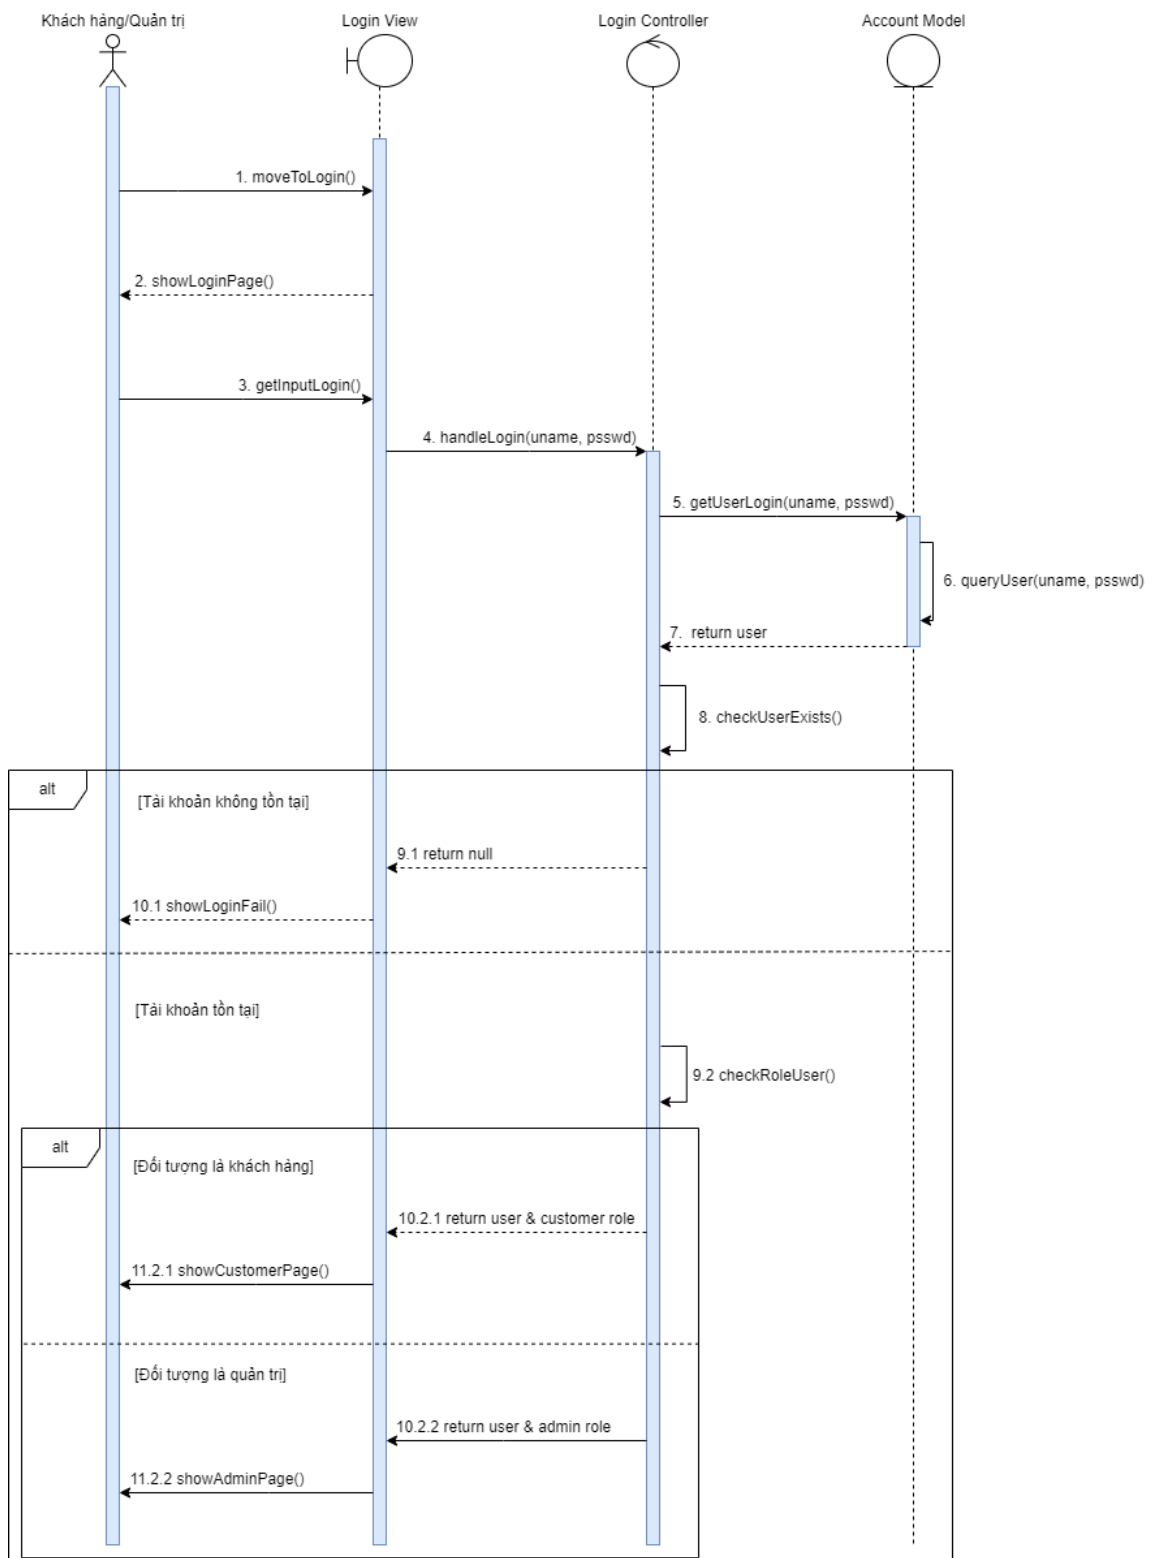 Khách hàng/Quản trị
Login View
Login Controller
Account Model
1. moveToLogin()
2. showLoginPage()
3. getInputLogin()
4. handleLogin(uname, psswd)
5. getUserLogin(uname, psswd)
6. queryUser(uname, psswd)
7. return user
8. checkUserExists()
alt
[Tài khoản không tồn tại]
9.1 return null
10.1 showLoginFail()
[Tài khoản tồn tại]
9.2 checkRoleUser()
alt
[Đối tượng là khách hàng]
10.2.1 return user & customer role
11.2.1 showCustomerPage()
[Đối tượng là quản trị]
10.2.2 return user & admin role
11.2.2 showAdminPage()